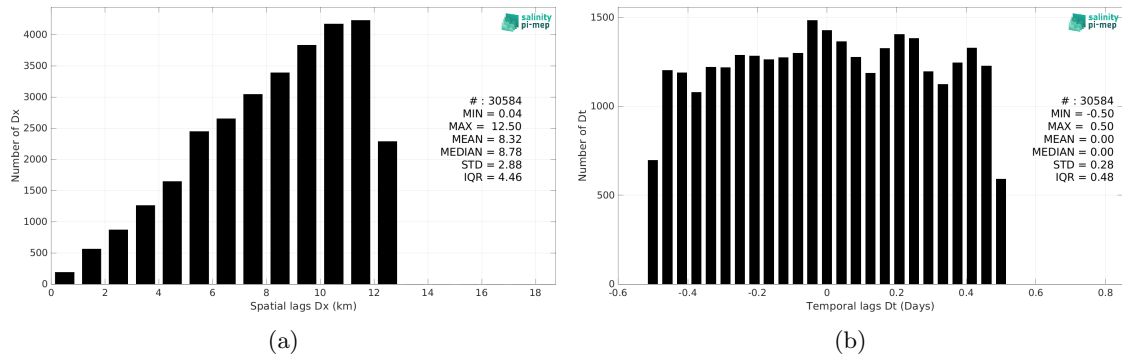 salinity
pi-mep
Number of Dx
4000
3500
3000
2500
2000
1500
1000
500
0
# : 30584
MIN = 0.04
MAX = 12.50
MEAN = 8.32
MEDIAN = 8.78
STD = 2.88
IQR = 4.46
0 2 4 6 8 10 12 14 16 18
Spatial lags Dx (km)
(a)
salinity
pi-mep
Number of Dt
1500
1000
500
0
# : 30584
MIN = -0.50
MAX = 0.50
MEAN = 0.00
MEDIAN = 0.00
STD = 0.28
IQR = 0.48
-0.6 -0.4 -0.2 0 0.2 0.4 0.6 0.8
Temporal lags Dt (Days)
(b)